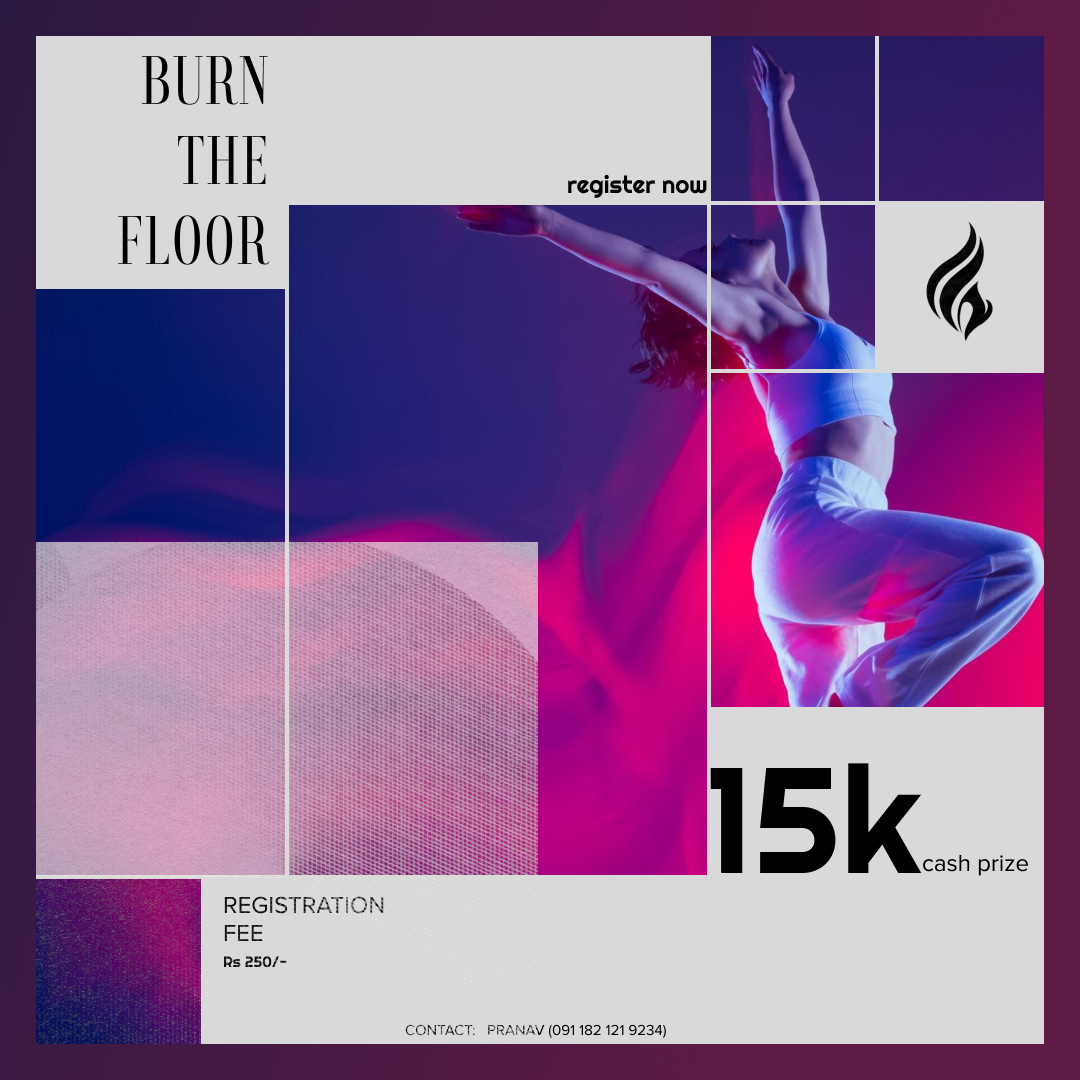 BURN
THE
FLOOR
register now
15k
cash prize
REGISTRATION
FEE
Rs 250/-
CONTACT: PRANAV (091 182 121 9234)